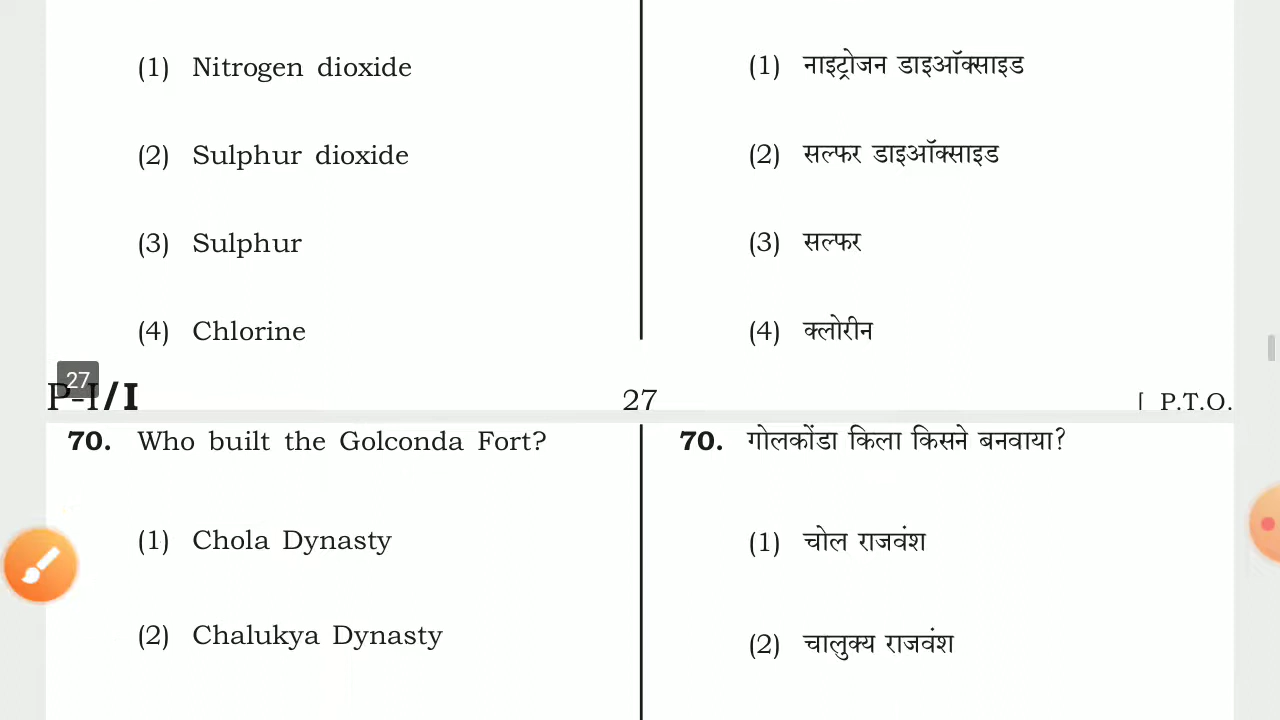 (1) Nitrogen dioxide
(2) Sulphur dioxide
(3) Sulphur
(4) Chlorine
(1) नाइट्रोजन डाइऑक्साइड
(2) सल्फर डाइऑक्साइड
(3) सल्फर
(4) क्लोरीन
27
P-I/I
27
[ P.T.O.
70. Who built the Golconda Fort?
(1) Chola Dynasty
(2) Chalukya Dynasty
70. गोलकोंडा किला किसने बनवाया?
(1) चोल राजवंश
(2) चालुक्य राजवंश